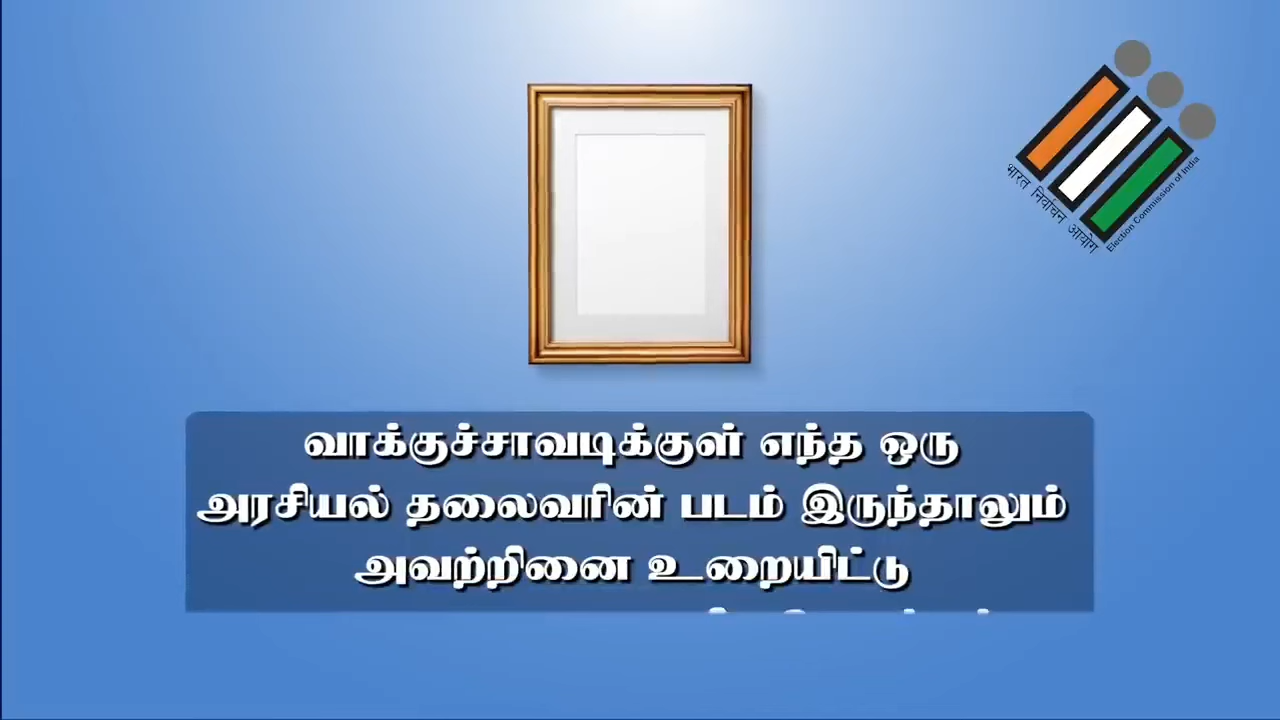 भारत निर्वाचन आयोग
Election Commission of India
வாக்குச்சாவடிக்குள் எந்த ஒரு
அரசியல் தலைவரின் படம் இருந்தாலும்
அவற்றினை உறையிட்டு